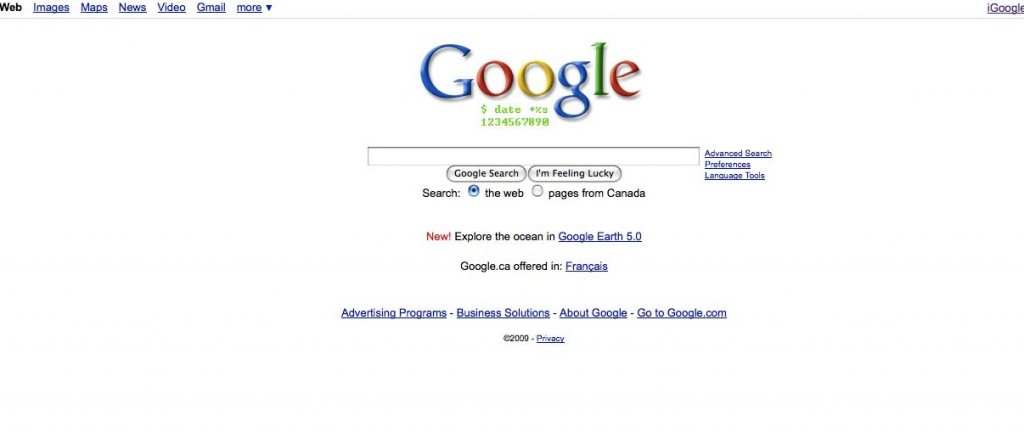 Web Images Maps News Video Gmail more ▼ iGoogle
Google
$ date +%s
1234567890
Advanced Search
Preferences
Language Tools
Google Search I'm Feeling Lucky
Search: the web pages from Canada
New! Explore the ocean in Google Earth 5.0
Google.ca offered in: Français
Advertising Programs - Business Solutions - About Google - Go to Google.com
©2009 - Privacy